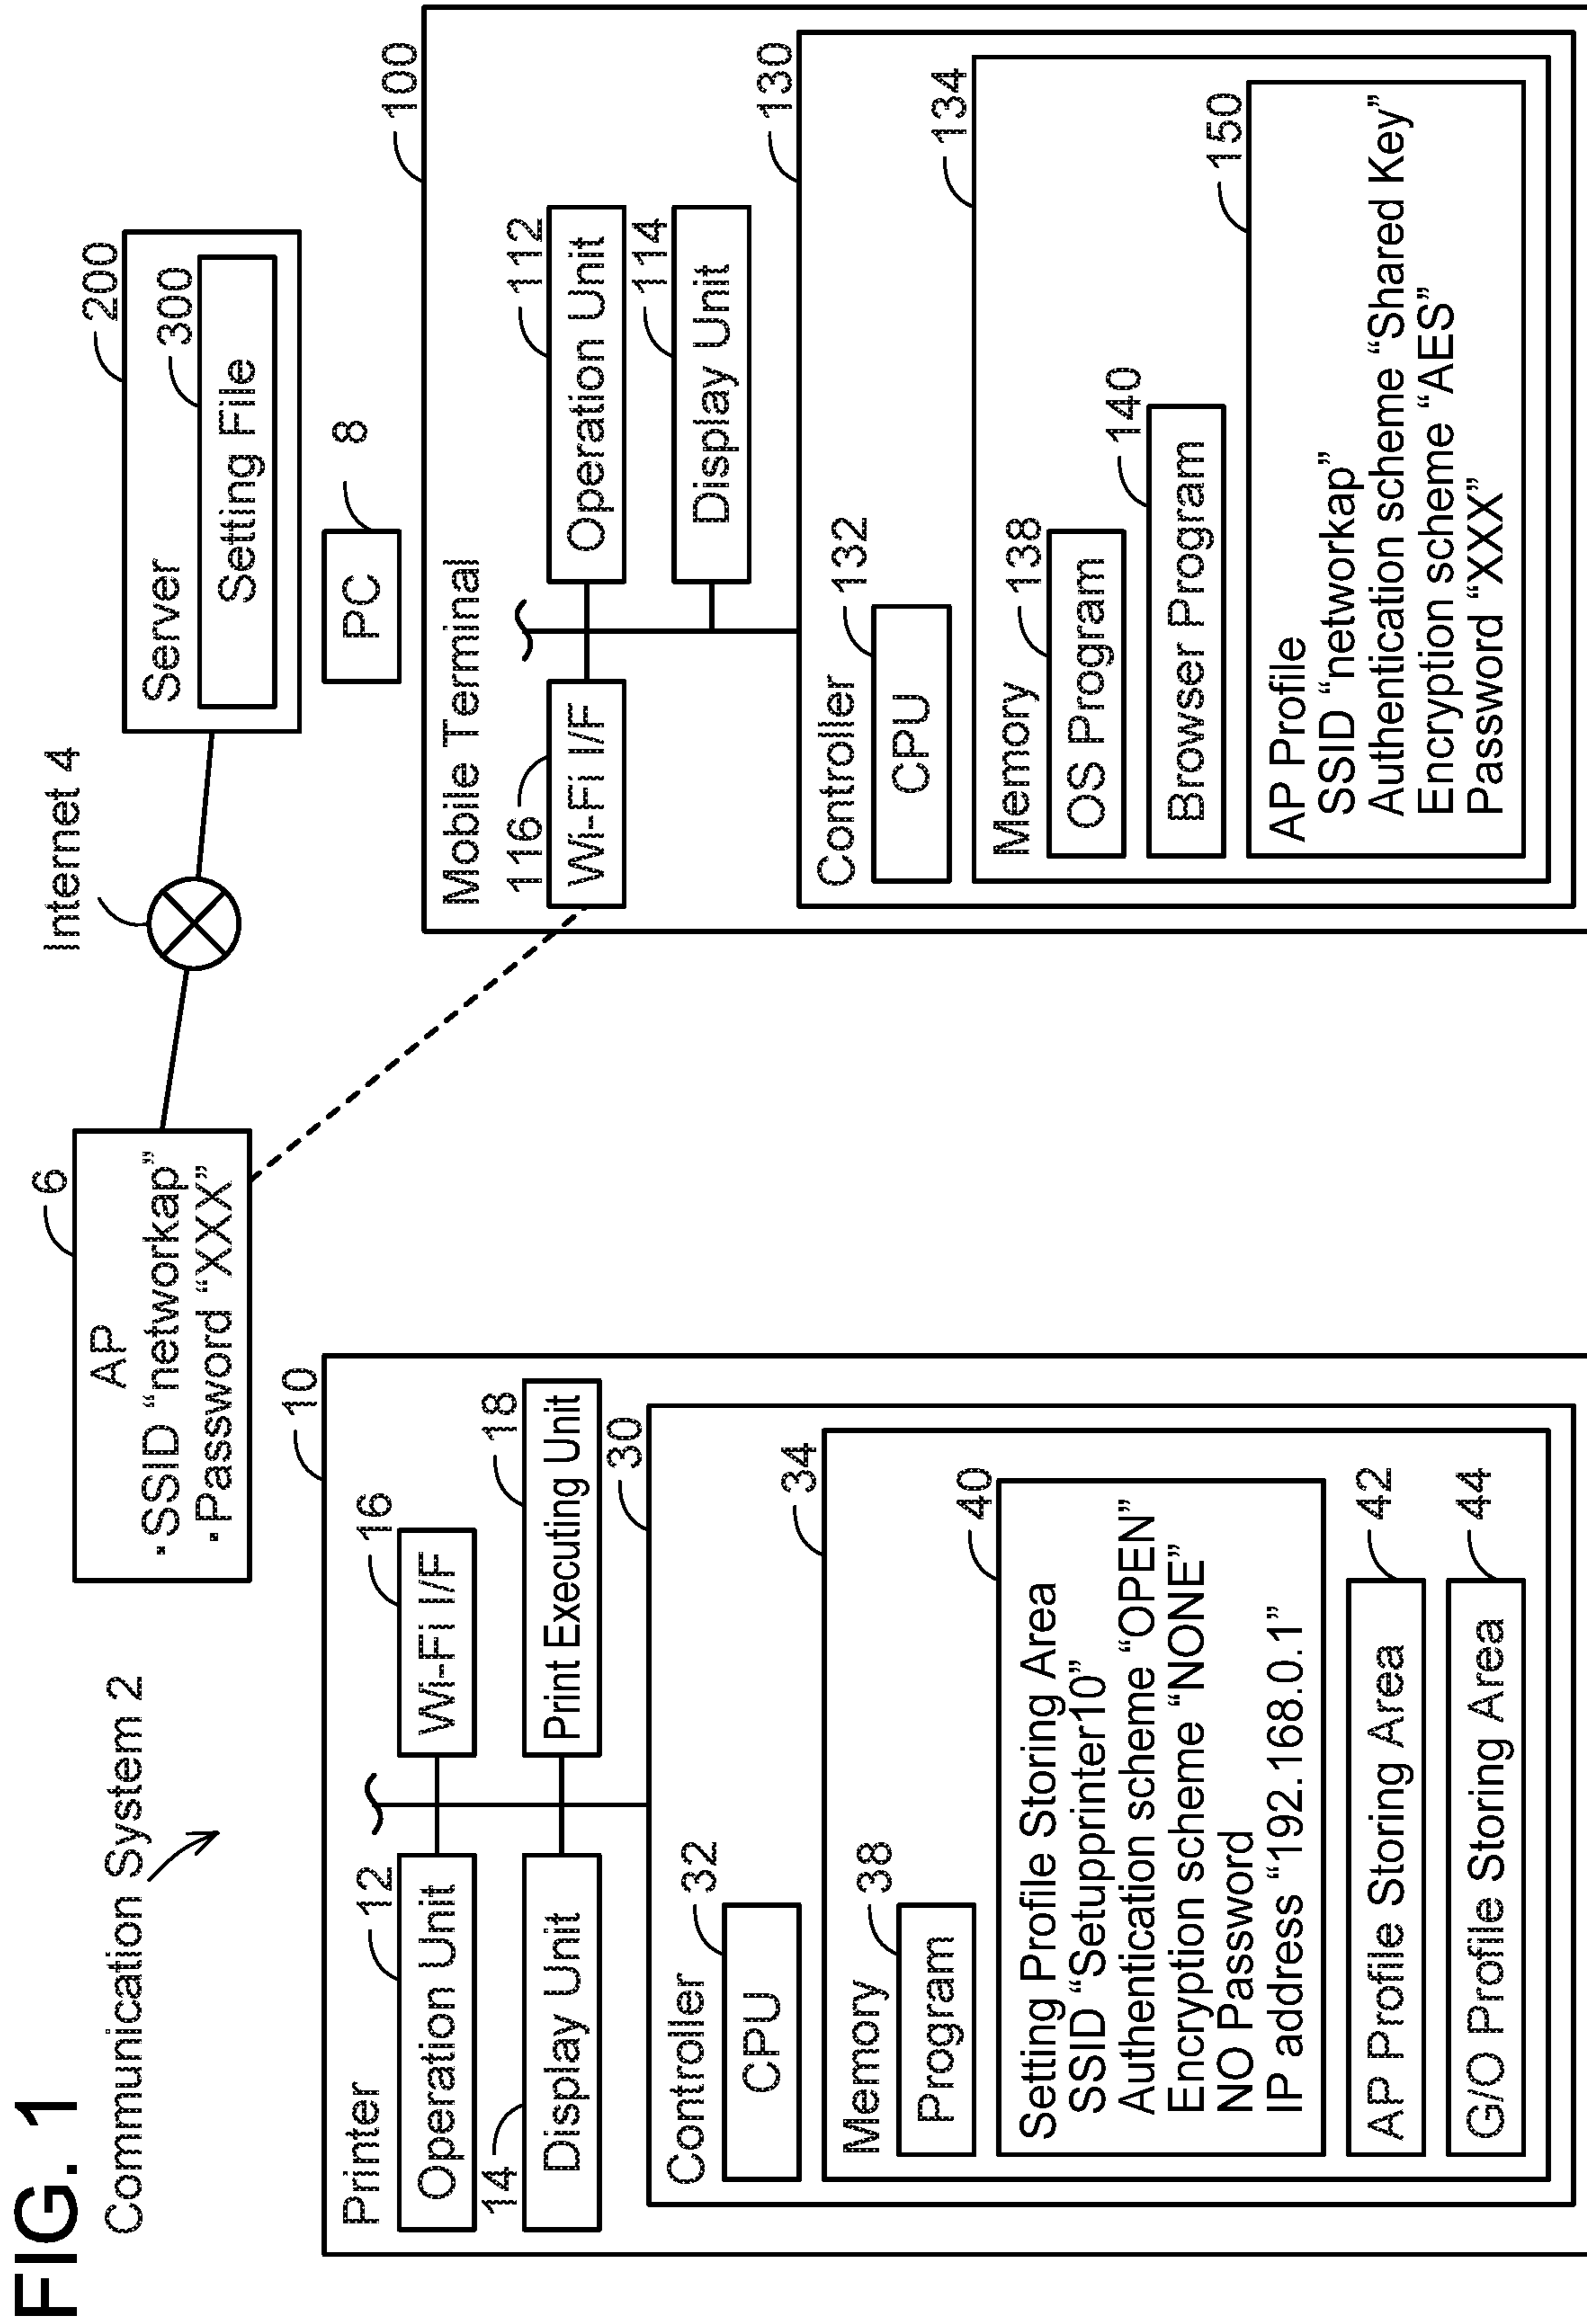 FIG. 1
Communication System 2
6
AP
·SSID “networkap”
·Password “XXX”
Internet 4
200
Server
300
Setting File
PC
8
10
Printer
12
Operation Unit
16
Wi-Fi I/F
14
Display Unit
18
Print Executing Unit
30
Controller
32
CPU
34
Memory
38
Program
40
Setting Profile Storing Area
SSID “Setupprinter10”
Authentication scheme “OPEN”
Encryption scheme “NONE”
NO Password
IP address “192.168.0.1”
42
AP Profile Storing Area
44
G/O Profile Storing Area
100
Mobile Terminal
116
Wi-Fi I/F
112
Operation Unit
114
Display Unit
130
Controller
132
CPU
134
Memory
138
OS Program
140
Browser Program
150
AP Profile
SSID “networkap”
Authentication scheme “Shared Key”
Encryption scheme “AES”
Password “XXX”